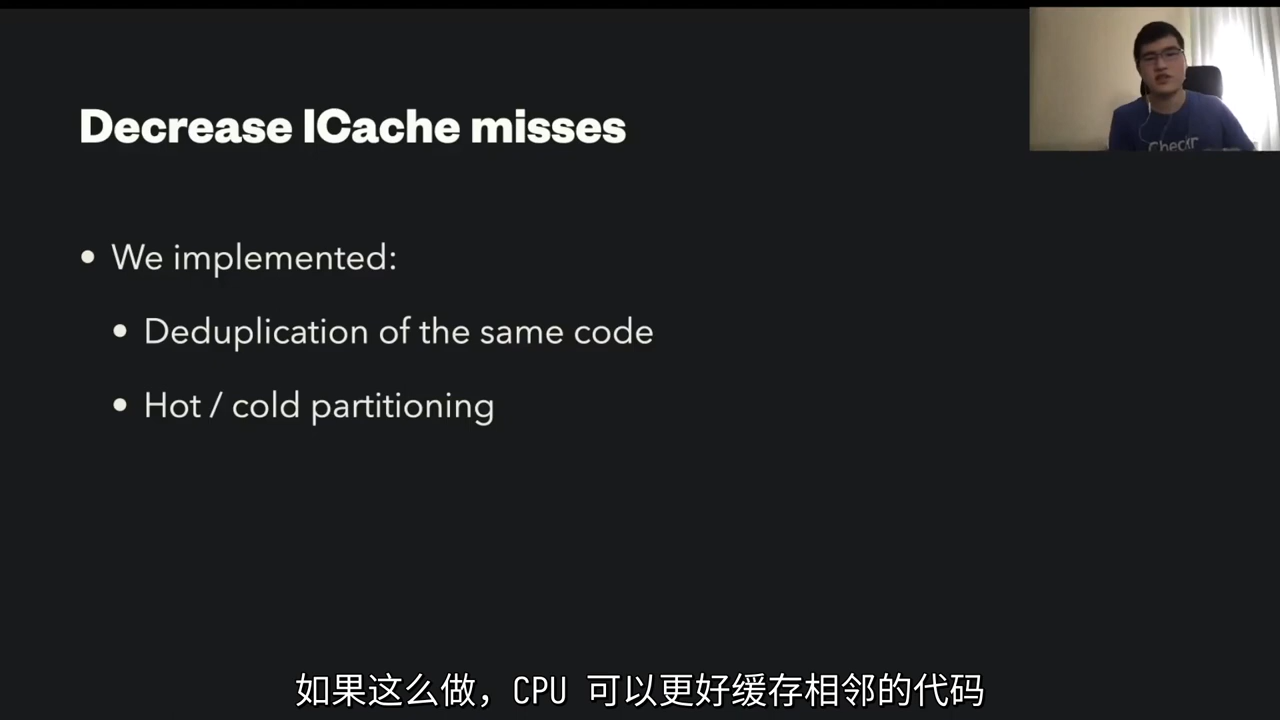 Decrease ICache misses
Checkr
• We implemented:
• Deduplication of the same code
• Hot / cold partitioning
如果这么做，CPU 可以更好缓存相邻的代码